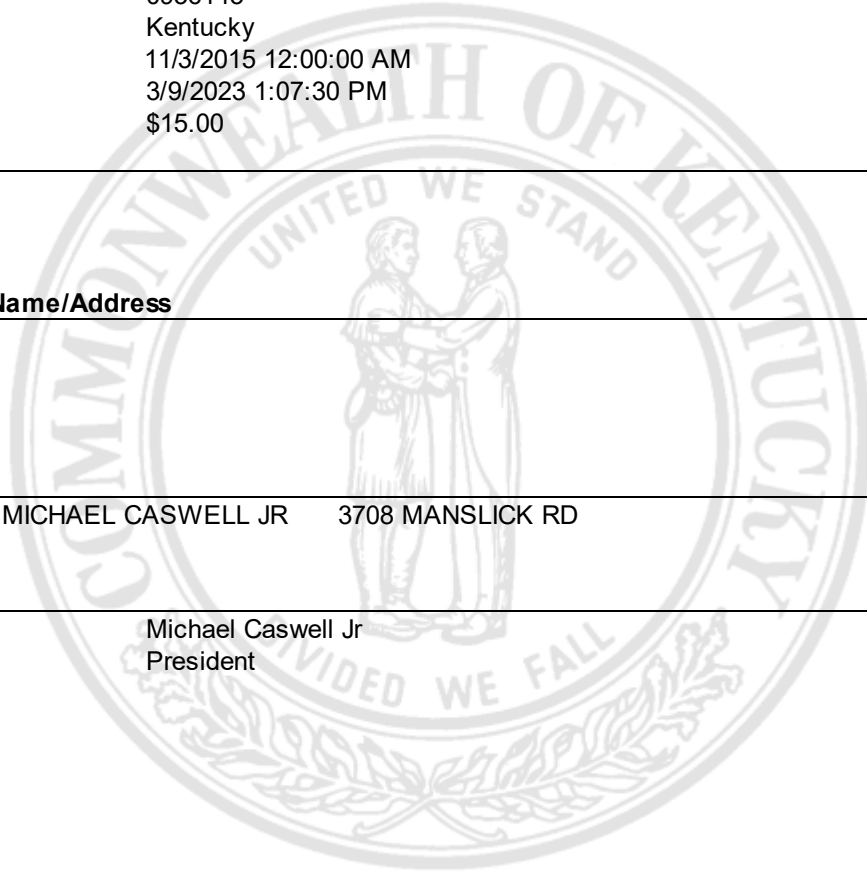 Kentucky
11/3/2015 12:00:00 AM
3/9/2023 1:07:30 PM
$15.00
COMMONWEALTH OF KENTUCKY
UNITED WE STAND
Name/Address
MICHAEL CASWELL JR 3708 MANSLICK RD
Michael Caswell Jr
President
DIVIDED WE FALL